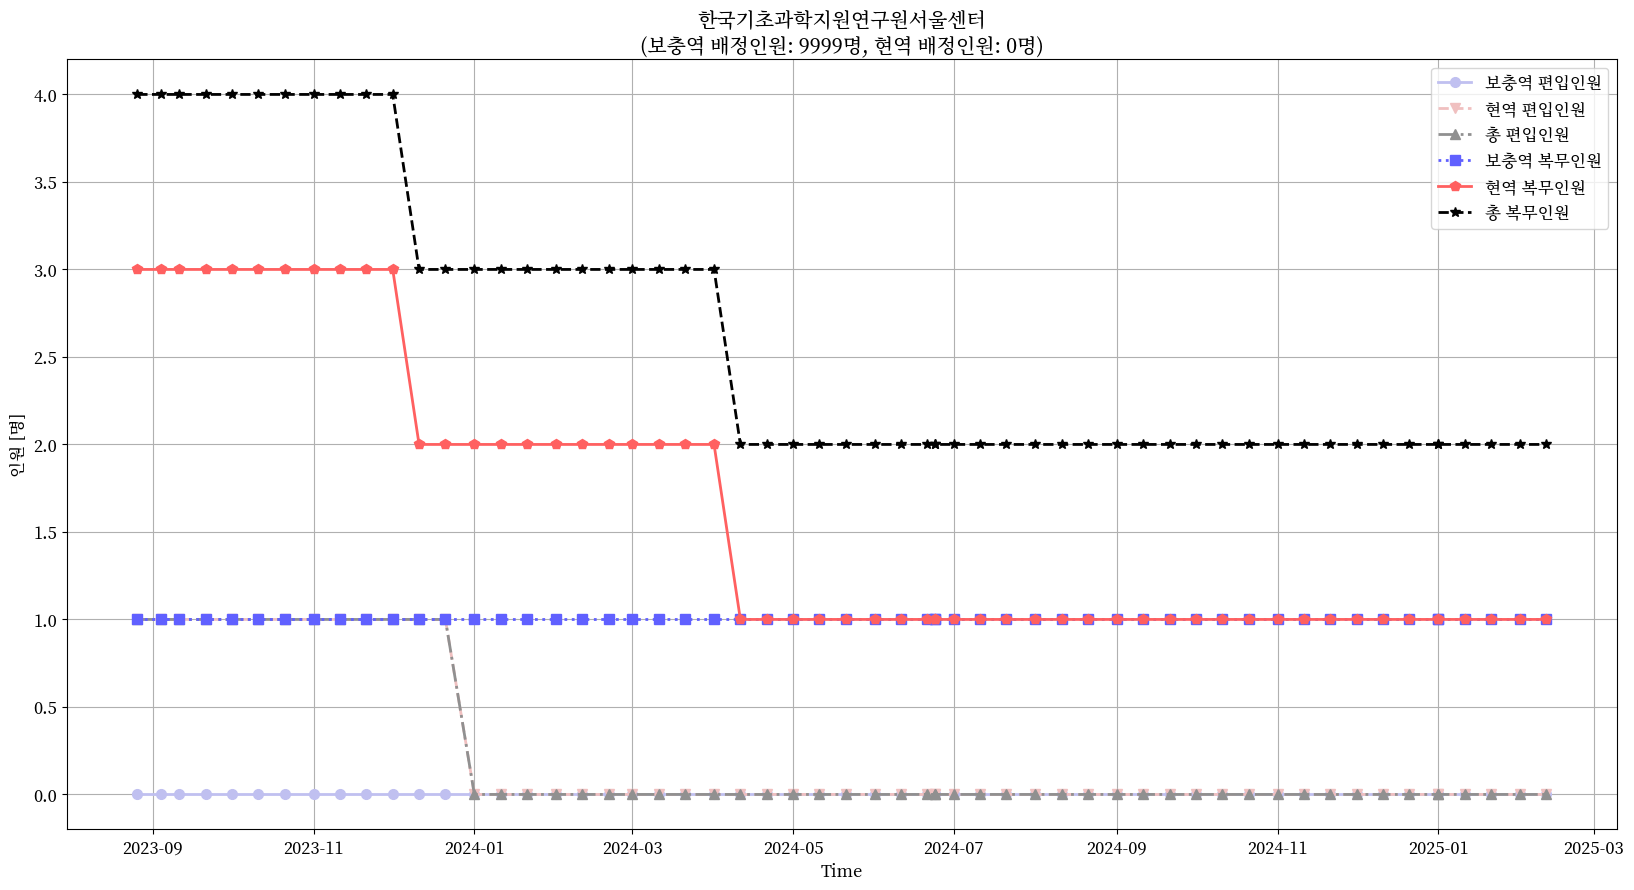 한국기초과학지원연구원서울센터
(보충역 배정인원: 9999명, 현역 배정인원: 0명)
보충역 편입인원
현역 편입인원
총 편입인원
보충역 복무인원
현역 복무인원
총 복무인원
인원 [명]
4.0
3.5
3.0
2.5
2.0
1.5
1.0
0.5
0.0
2023-09
2023-11
2024-01
2024-03
2024-05
2024-07
2024-09
2024-11
2025-01
2025-03
Time